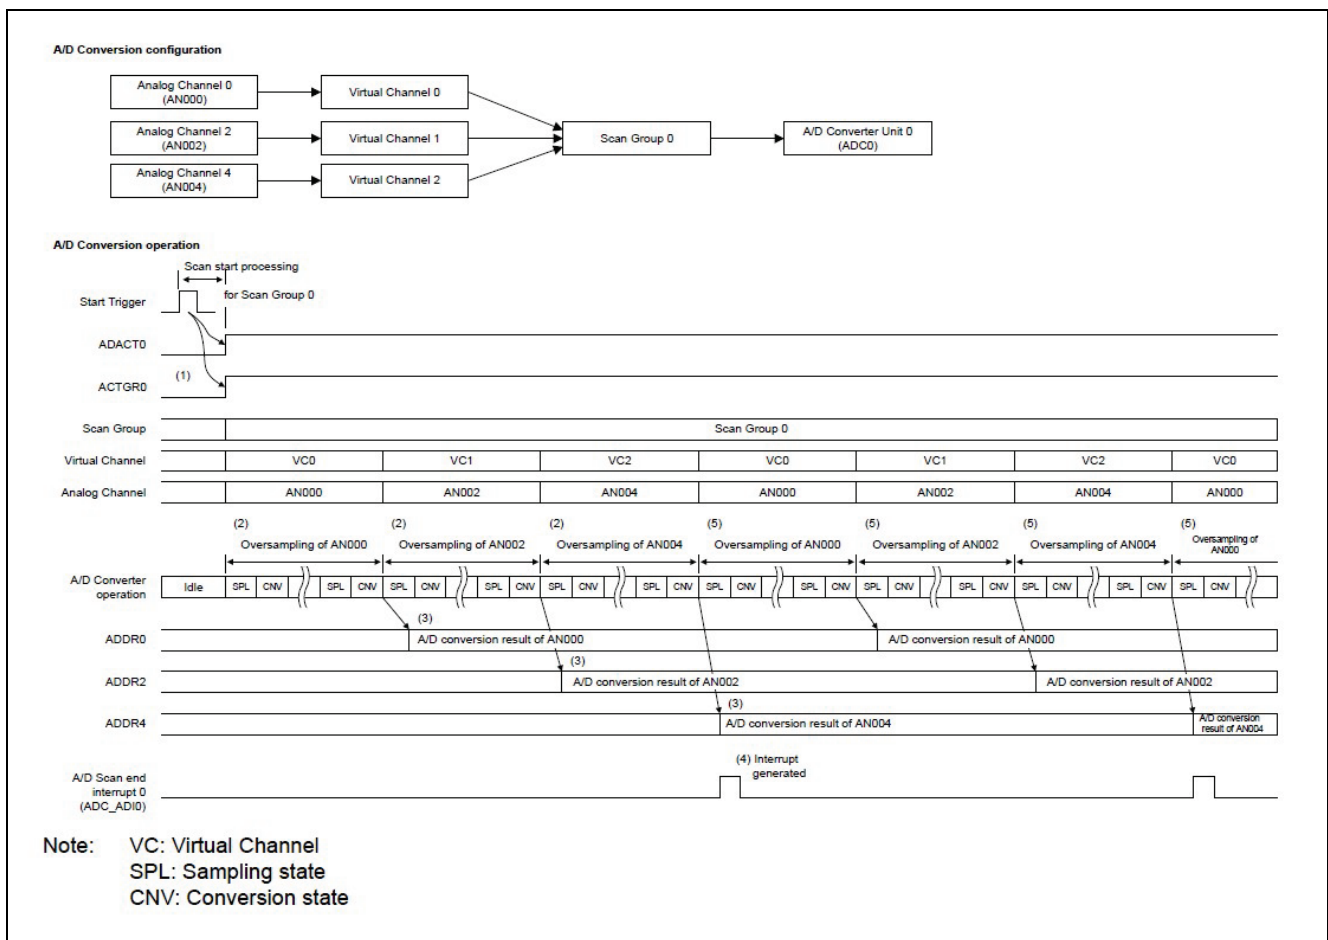 A/D Conversion configuration
Analog Channel 0
(AN000)
Virtual Channel 0
Analog Channel 2
(AN002)
Virtual Channel 1
Scan Group 0
A/D Converter Unit 0
(ADC0)
Analog Channel 4
(AN004)
Virtual Channel 2
A/D Conversion operation
Scan start processing
for Scan Group 0
Start Trigger
ADACT0
(1)
ACTGR0
Scan Group
Scan Group 0
Virtual Channel
VC0 VC1 VC2 VC0 VC1 VC2 VC0
Analog Channel
AN000 AN002 AN004 AN000 AN002 AN004 AN000
(2) (2) (2) (5) (5) (5) (5)
Oversampling of AN000 Oversampling of AN002 Oversampling of AN004 Oversampling of AN000 Oversampling of AN002 Oversampling of AN004 Oversampling of
AN000
A/D Converter
operation
Idle SPL CNV SPL CNV SPL CNV SPL CNV SPL CNV SPL CNV SPL CNV SPL CNV SPL CNV SPL CNV SPL CNV SPL CNV SPL CNV
(3)
ADDR0 A/D conversion result of AN000 A/D conversion result of AN000
(3)
ADDR2 A/D conversion result of AN002 A/D conversion result of AN002
(3)
ADDR4 A/D conversion result of AN004 A/D conversion
result of AN004
(4) Interrupt
generated
A/D Scan end
interrupt 0
(ADC_ADI0)
Note: VC: Virtual Channel
SPL: Sampling state
CNV: Conversion state